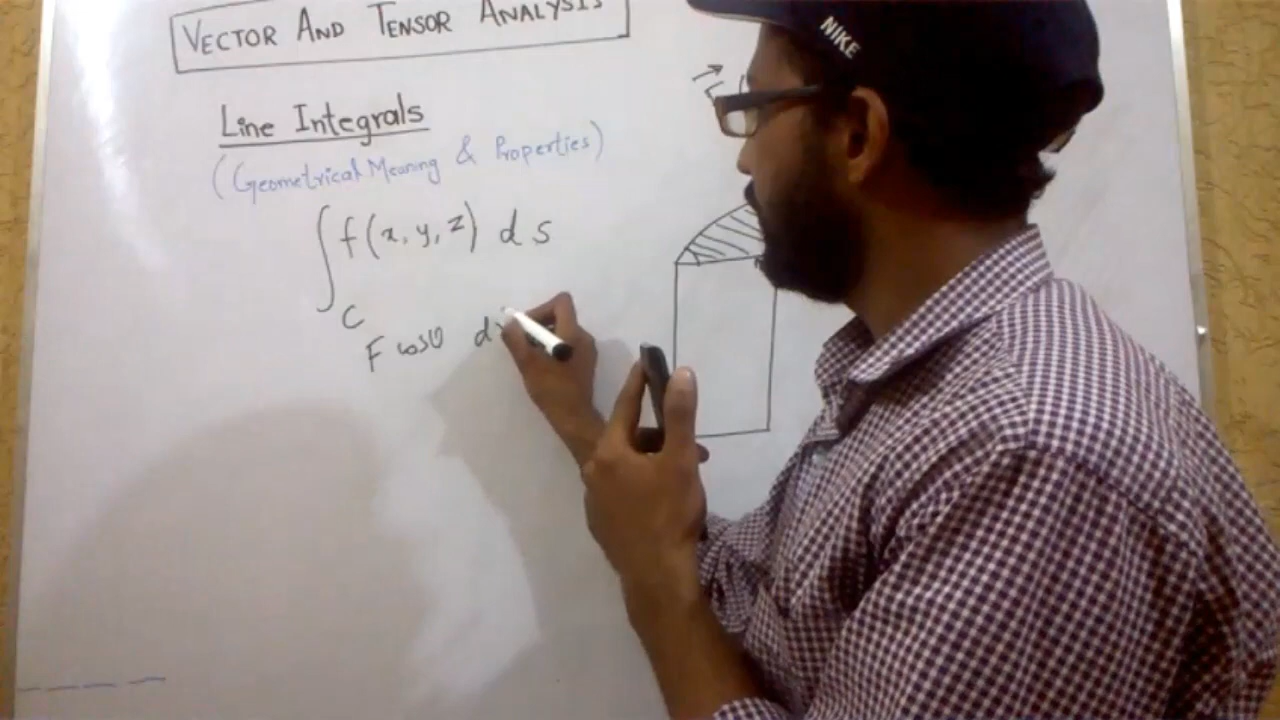 VECTOR AND TENSOR ANALYSIS
Line Integrals
(Geometrical Meaning & Properties)
∫ f(x, y, z) ds
C
F cosθ d
NIKE